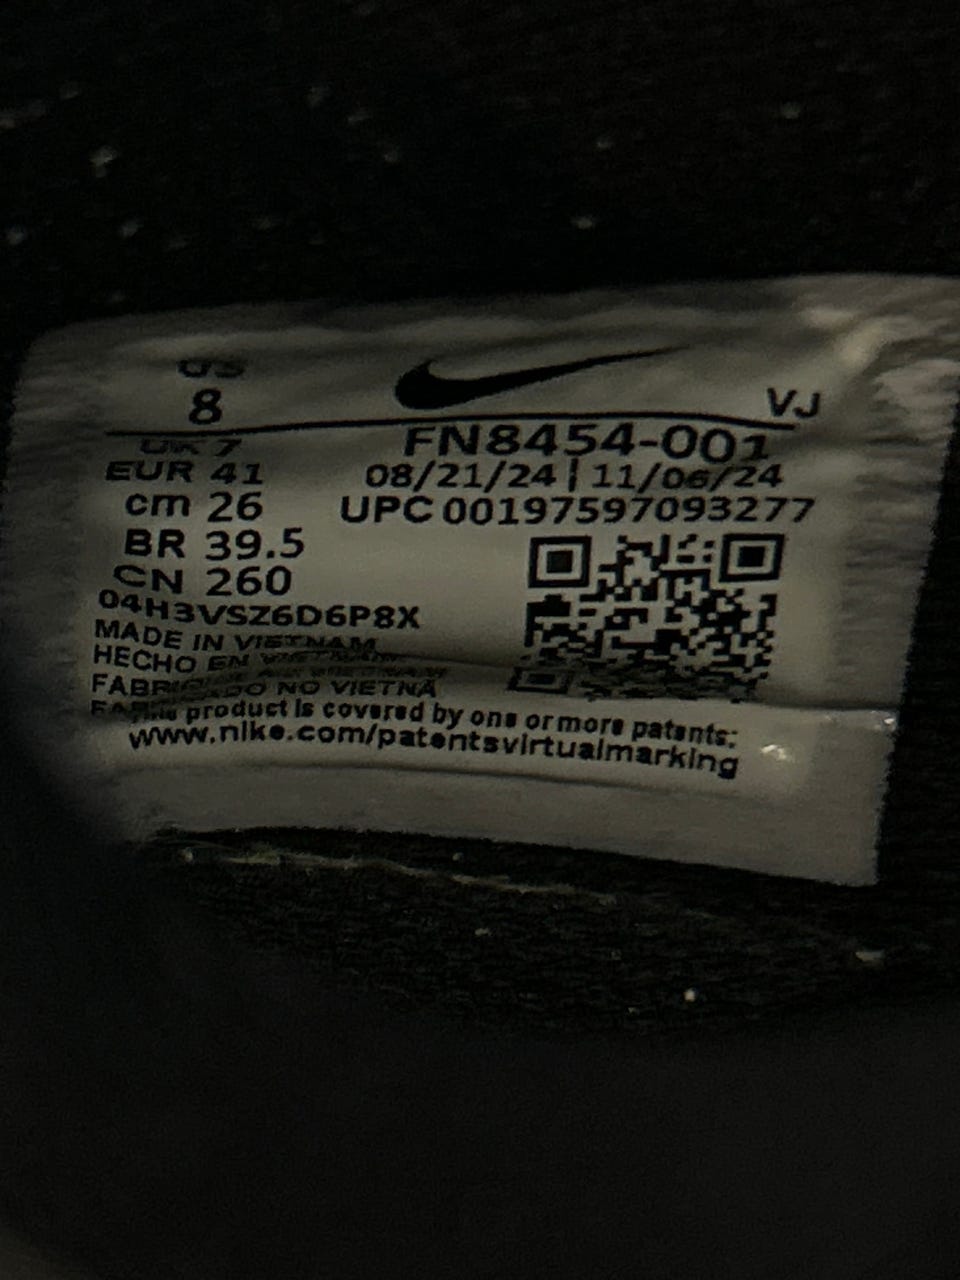 US
8
VJ
UK 7
FN8454-001
EUR 41
08/21/24 | 11/06/24
cm 26
UPC 00197597093277
BR 39.5
CN 260
04H3VSZ6D6P8X
MADE IN VIETNAM
HECHO EN VIETNAM
FABRICADO NO VIETNÃ
This product is covered by one or more patents:
www.nike.com/patentsvirtualmarking